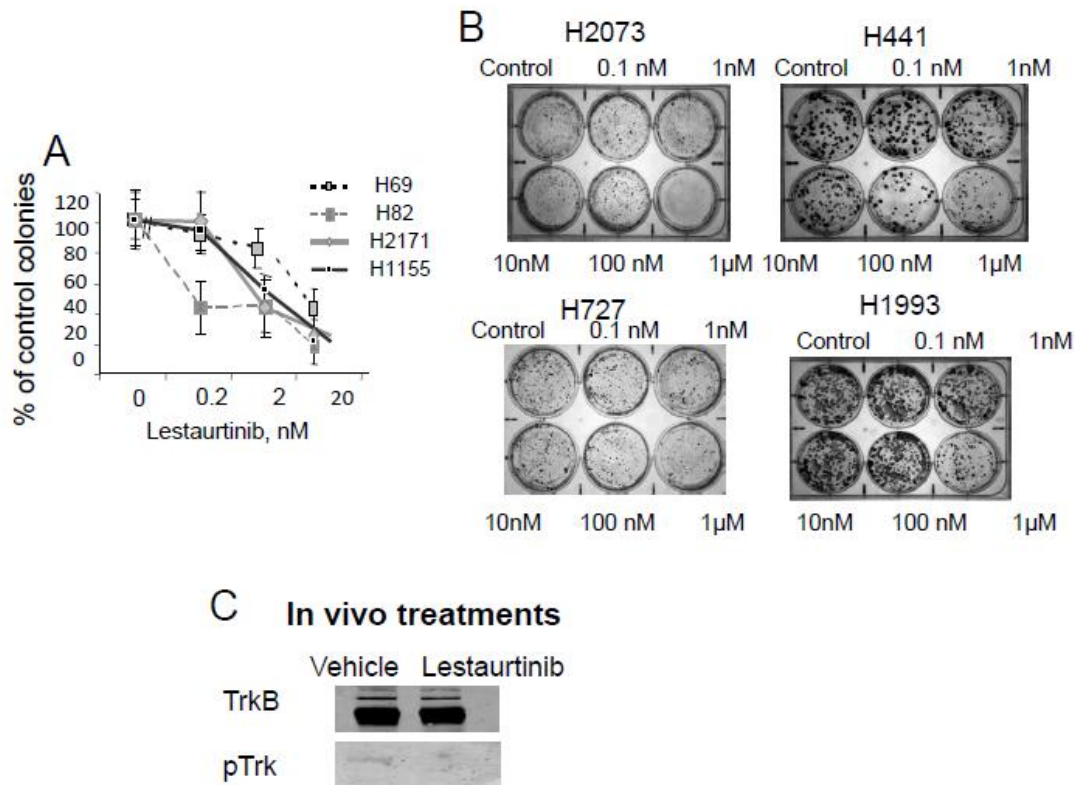 A
120
100
80
60
40
20
0
% of control colonies
0 0.2 2 20
Lestaurtinib, nM
H69
H82
H2171
H1155
B
H2073
Control 0.1 nM 1nM
10nM 100 nM 1µM
H441
Control 0.1 nM 1nM
10nM 100 nM 1µM
H727
Control 0.1 nM 1nM
10nM 100 nM 1µM
H1993
Control 0.1 nM 1nM
10nM 100 nM 1µM
C In vivo treatments
Vehicle Lestaurtinib
TrkB
pTrk